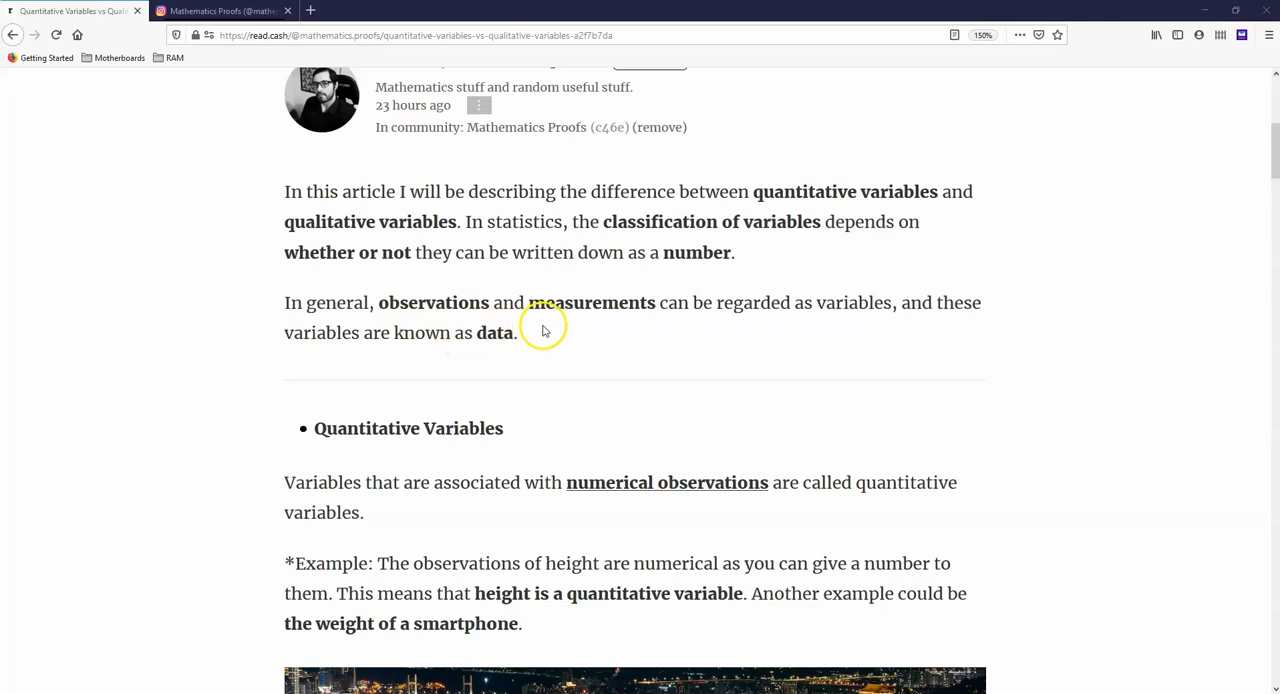 Quantitative Variables vs Quali
Mathematics Proofs (@mathe
https://read.cash/@mathematics.proofs/quantitative-variables-vs-qualitative-variables-a2f7b7da
150%
Getting Started
Motherboards
RAM
Mathematics stuff and random useful stuff.
23 hours ago
In community: Mathematics Proofs (c46e) (remove)
In this article I will be describing the difference between quantitative variables and
qualitative variables. In statistics, the classification of variables depends on
whether or not they can be written down as a number.
In general, observations and measurements can be regarded as variables, and these
variables are known as data.
• Quantitative Variables
Variables that are associated with numerical observations are called quantitative
variables.
*Example: The observations of height are numerical as you can give a number to
them. This means that height is a quantitative variable. Another example could be
the weight of a smartphone.